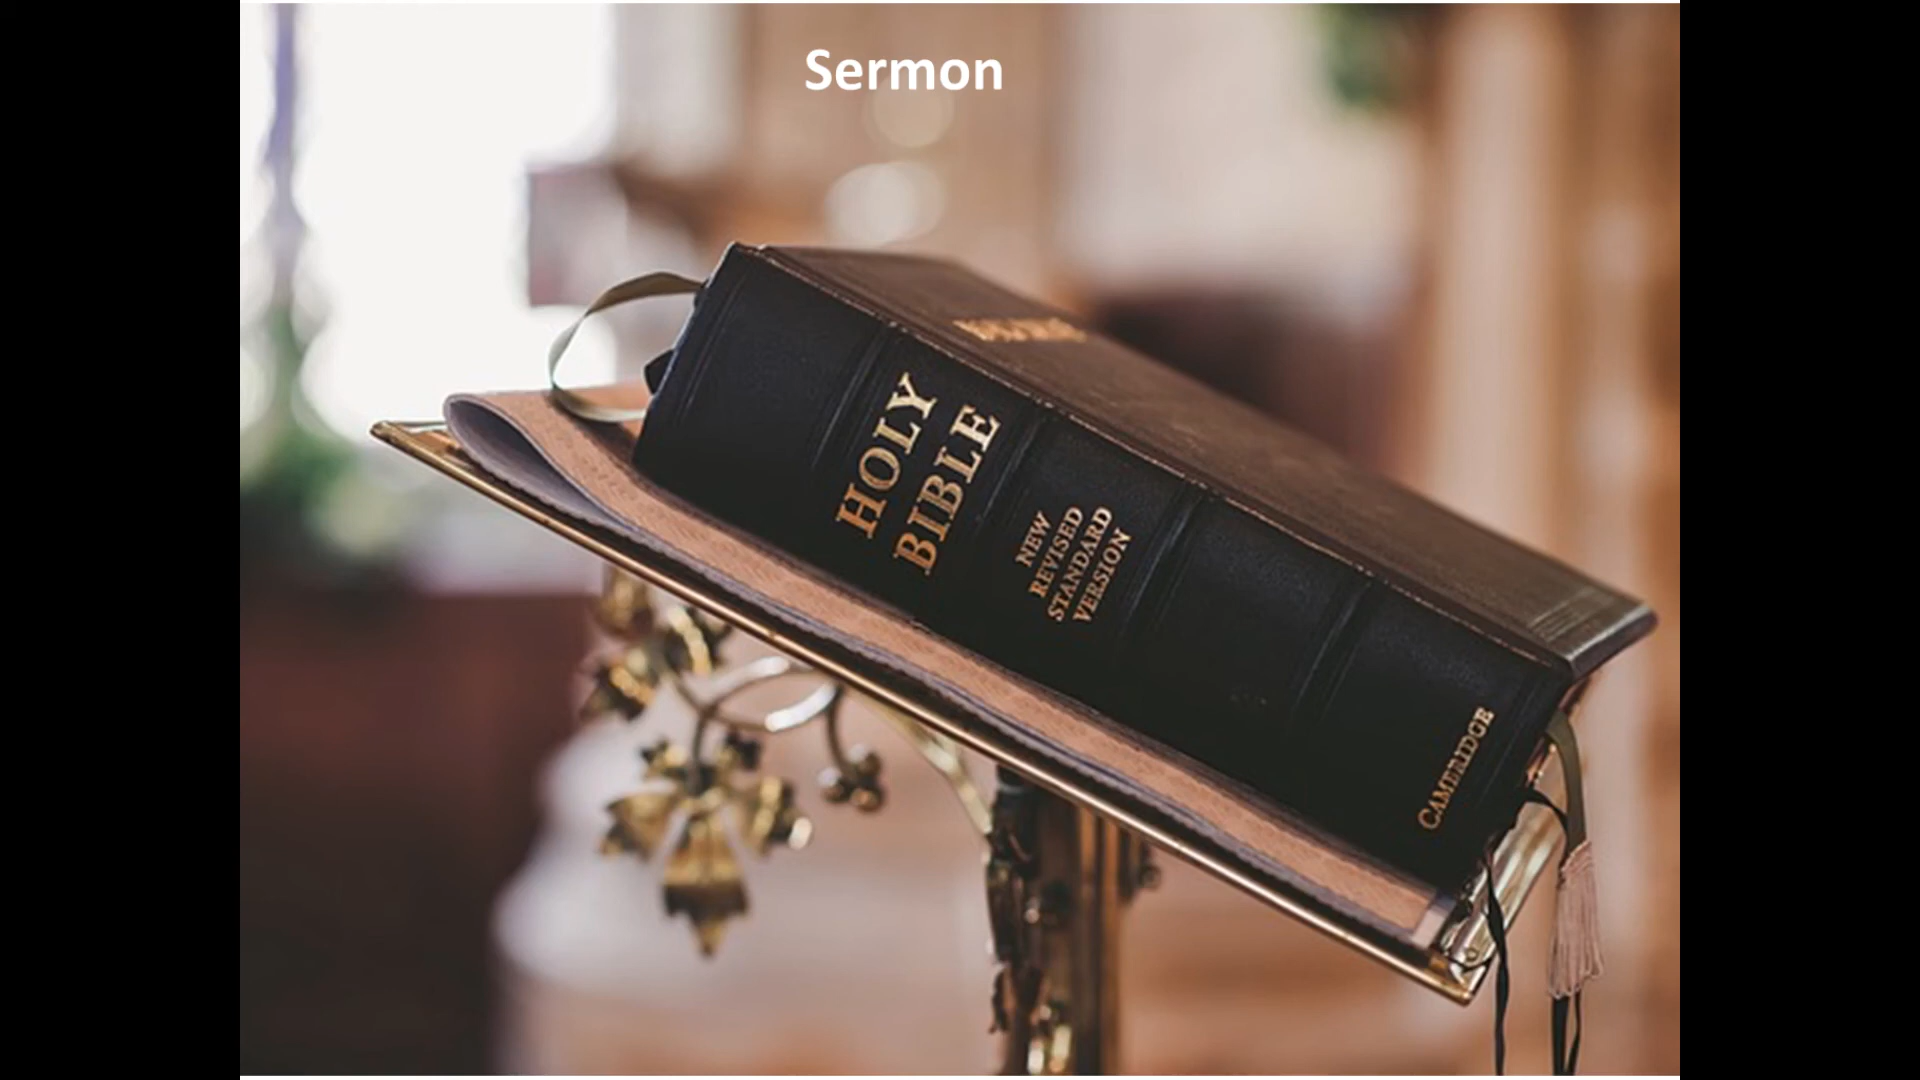 Sermon
HOLY
BIBLE
NEW
REVISED
STANDARD
VERSION
CAMBRIDGE